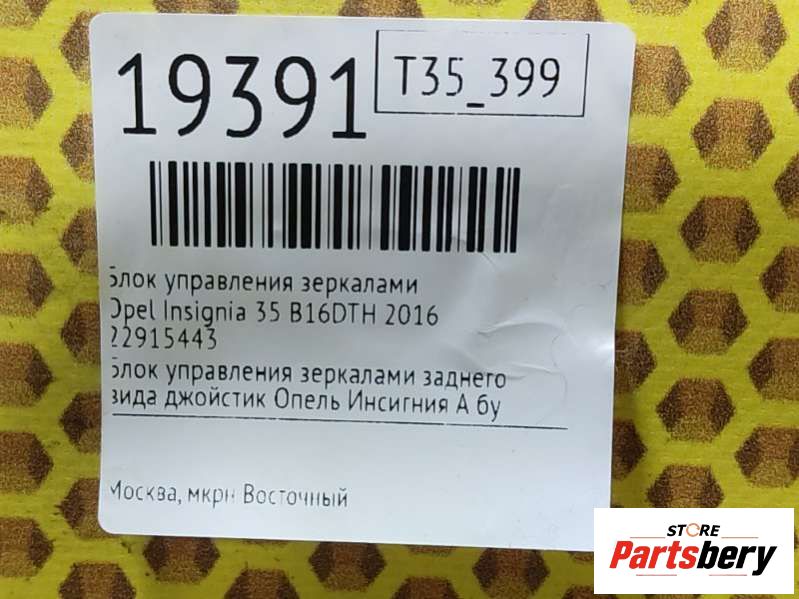 19391
T35_399
Блок управления зеркалами
Opel Insignia 35 B16DTH 2016
22915443
Блок управления зеркалами заднего
вида джойстик Опель Инсигния А бу
Москва, мкрн Восточный
STORE
Partsbery